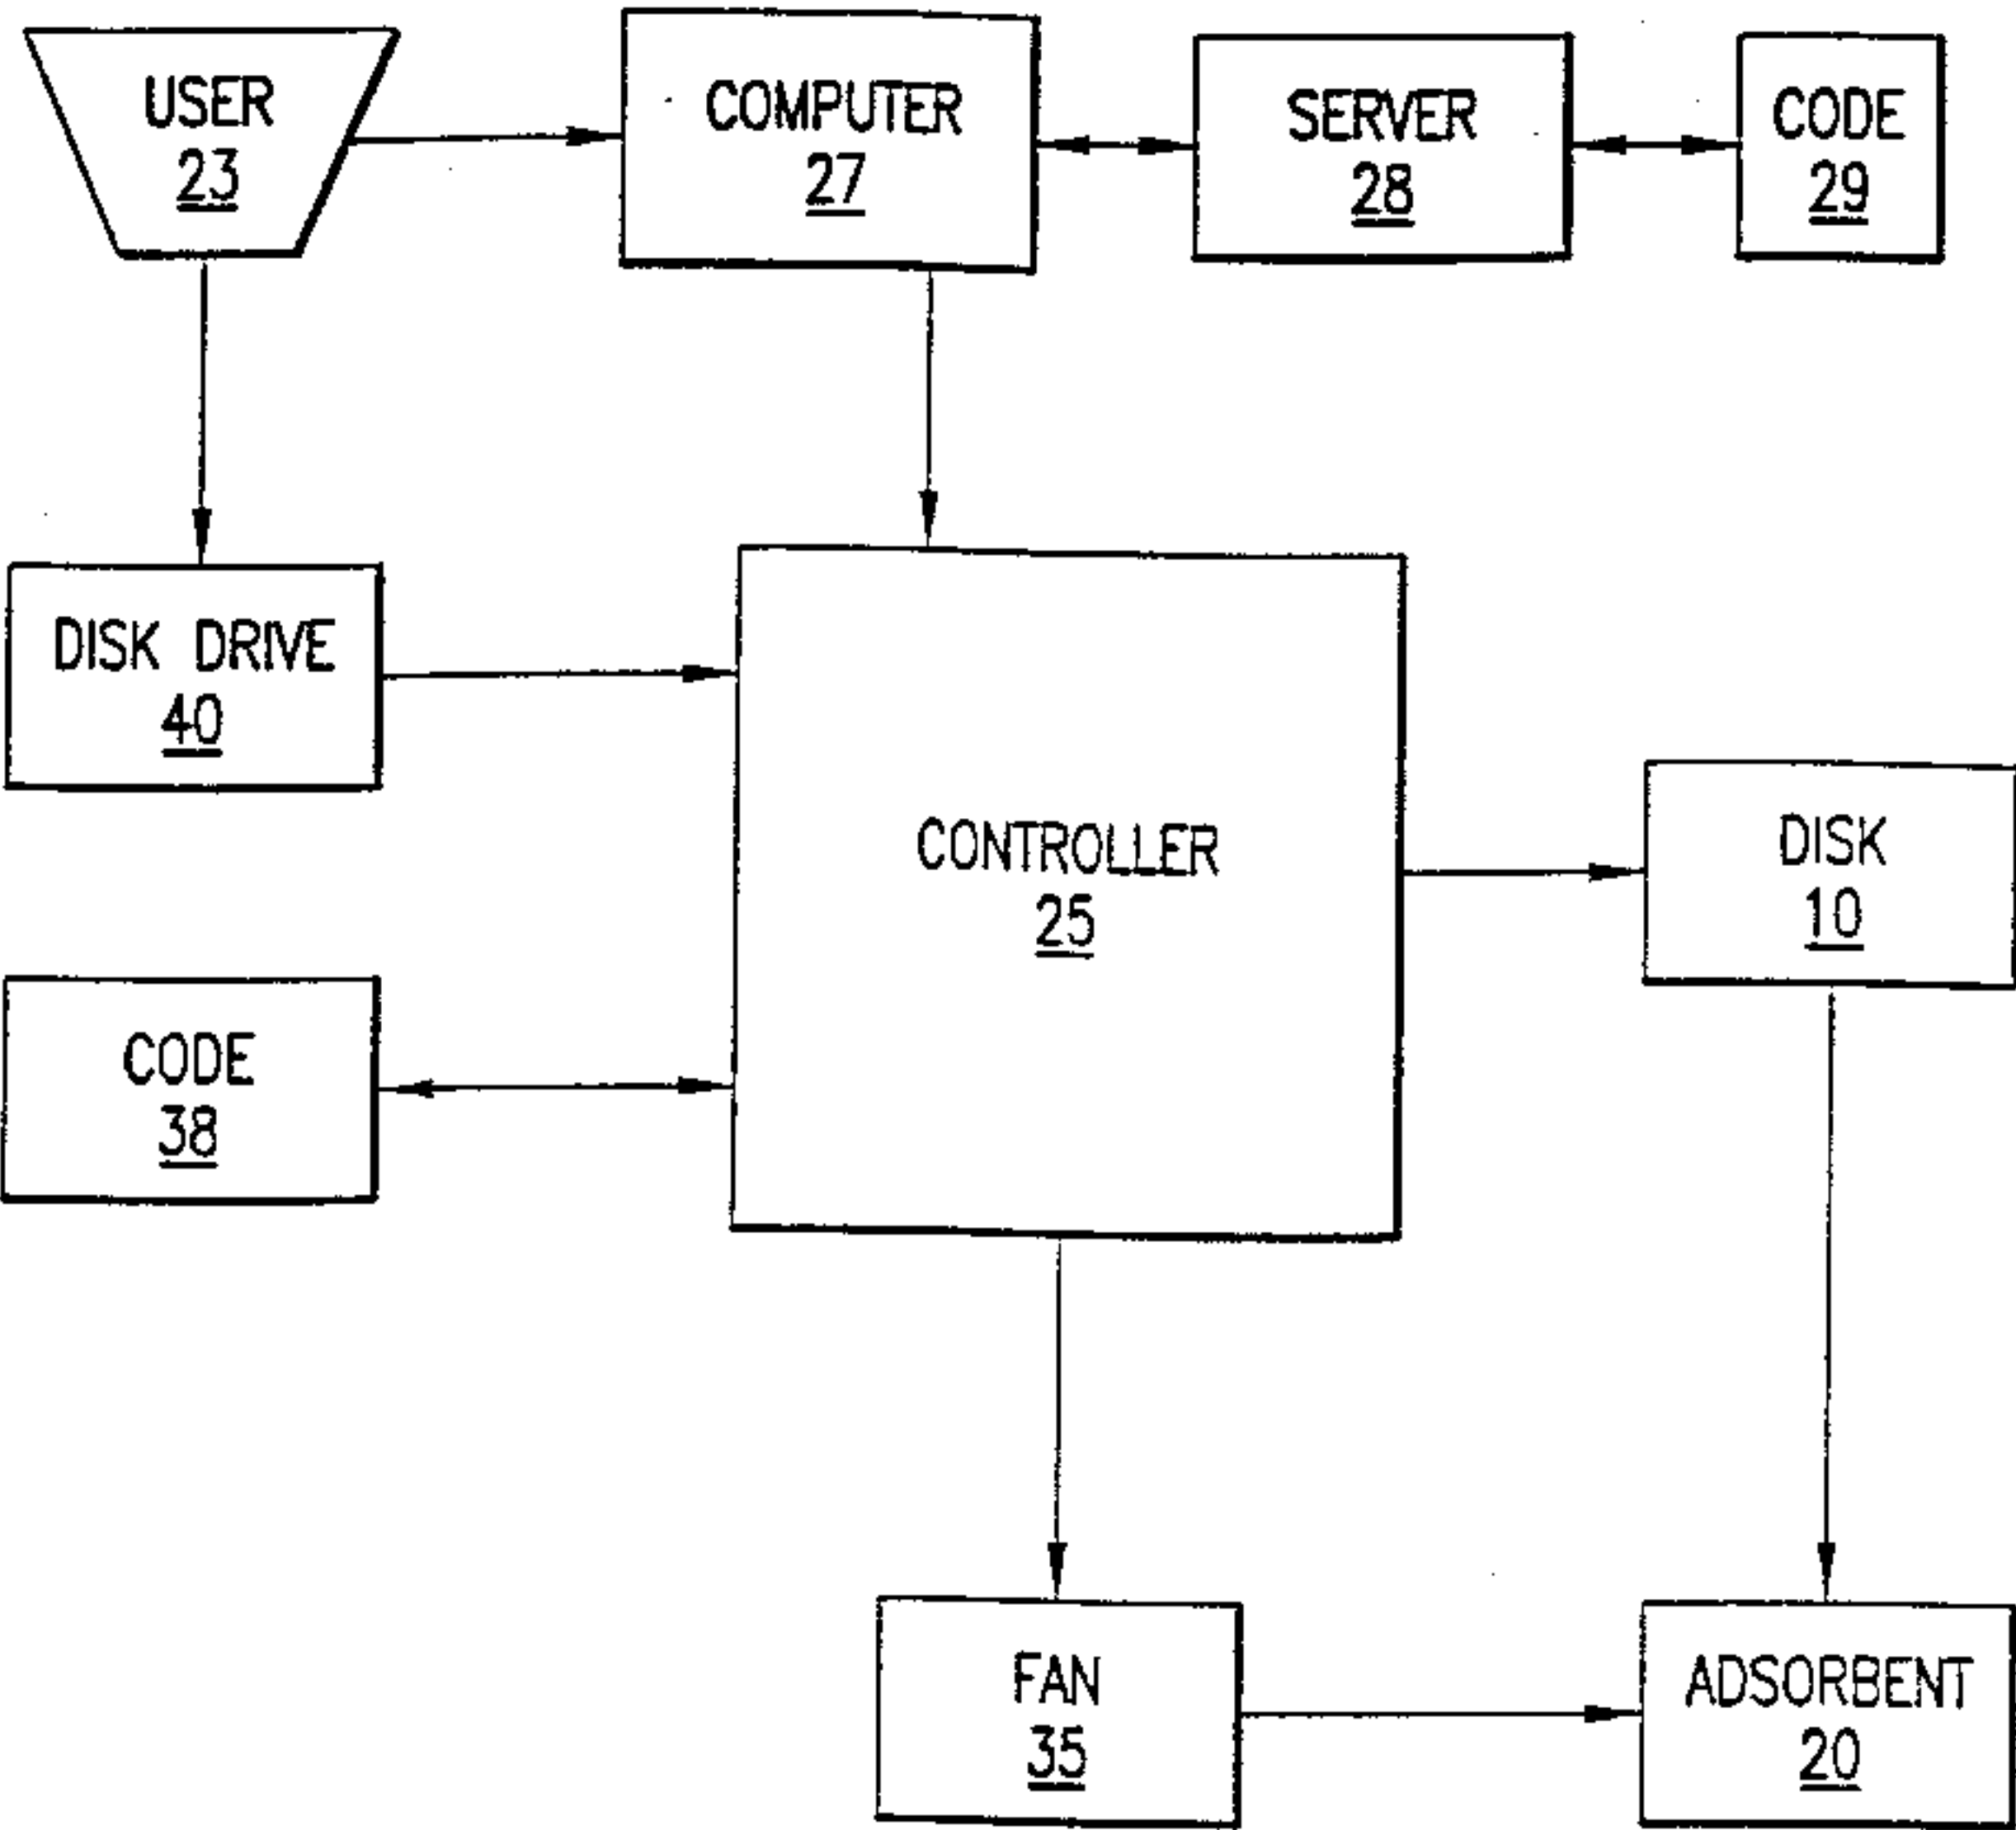 USER
23
COMPUTER
27
SERVER
28
CODE
29
DISK DRIVE
40
CONTROLLER
25
DISK
10
CODE
38
FAN
35
ADSORBENT
20